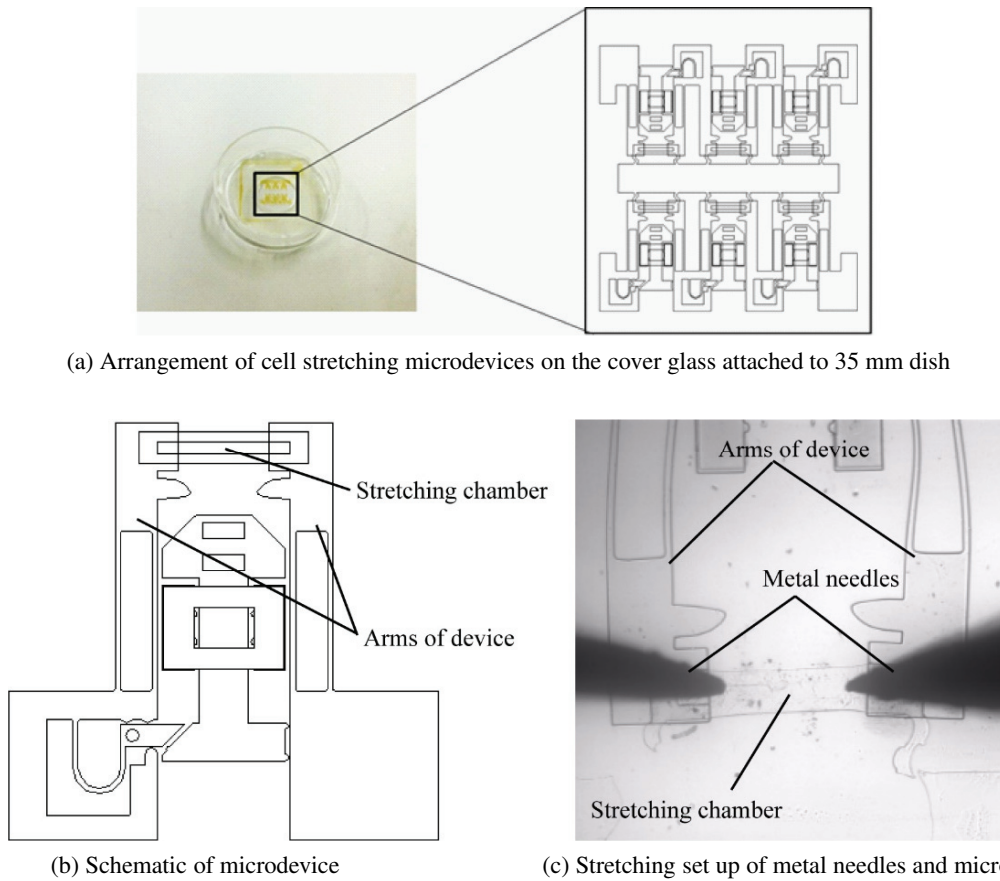 (a) Arrangement of cell stretching microdevices on the cover glass attached to 35 mm dish
Stretching chamber
Arms of device
(b) Schematic of microdevice
Arms of device
Metal needles
Stretching chamber
(c) Stretching set up of metal needles and micro